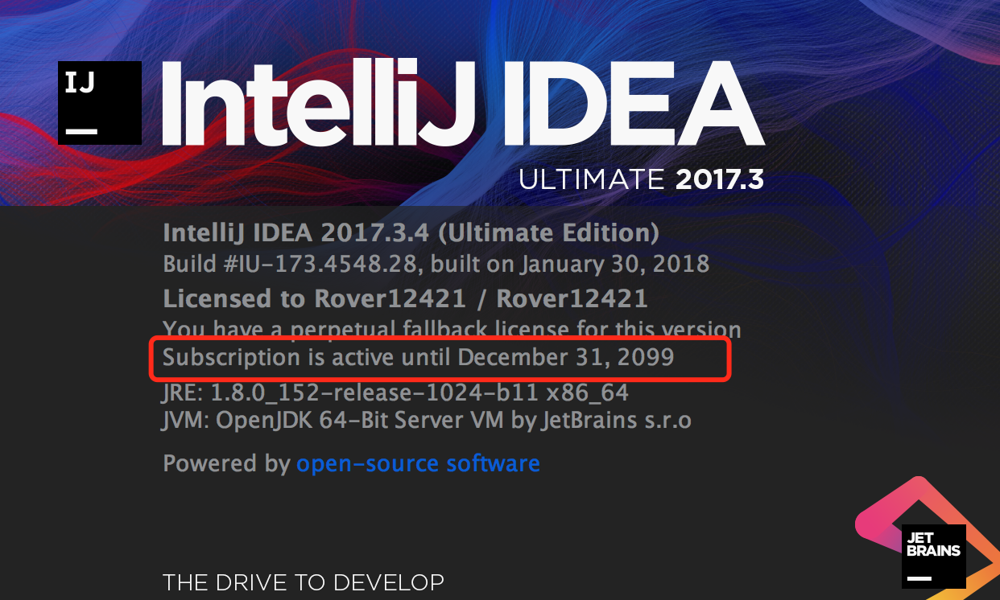 IJ
IntelliJ IDEA
ULTIMATE 2017.3
IntelliJ IDEA 2017.3.4 (Ultimate Edition)
Build #IU-173.4548.28, built on January 30, 2018
Licensed to Rover12421 / Rover12421
You have a perpetual fallback license for this version
Subscription is active until December 31, 2099
JRE: 1.8.0_152-release-1024-b11 x86_64
JVM: OpenJDK 64-Bit Server VM by JetBrains s.r.o
Powered by open-source software
JET
BRAINS
THE DRIVE TO DEVELOP